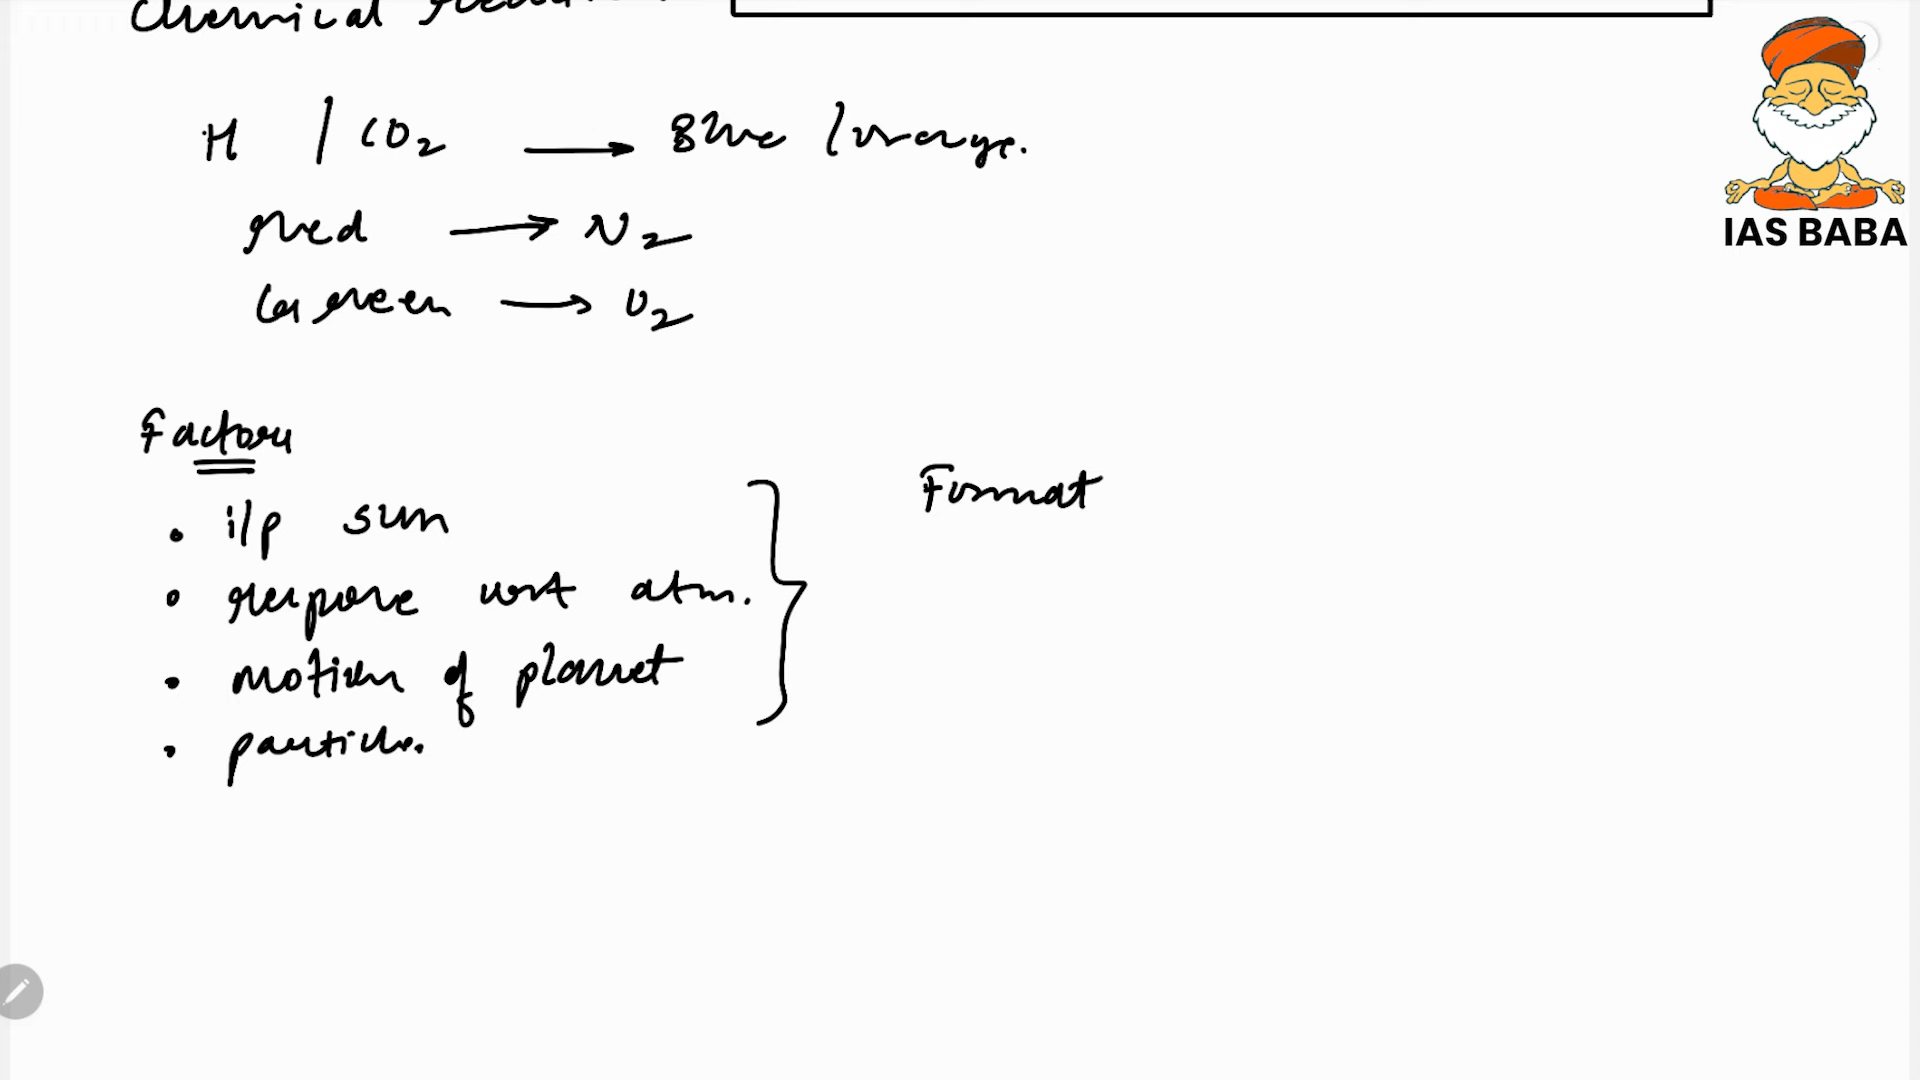 Chemical
H / CO2 → Blue / orange.
Red → N2
Green → O2
Factors
• i/p sun
• response wrt atm.
• motion of planet
• particles.
Format
IAS BABA